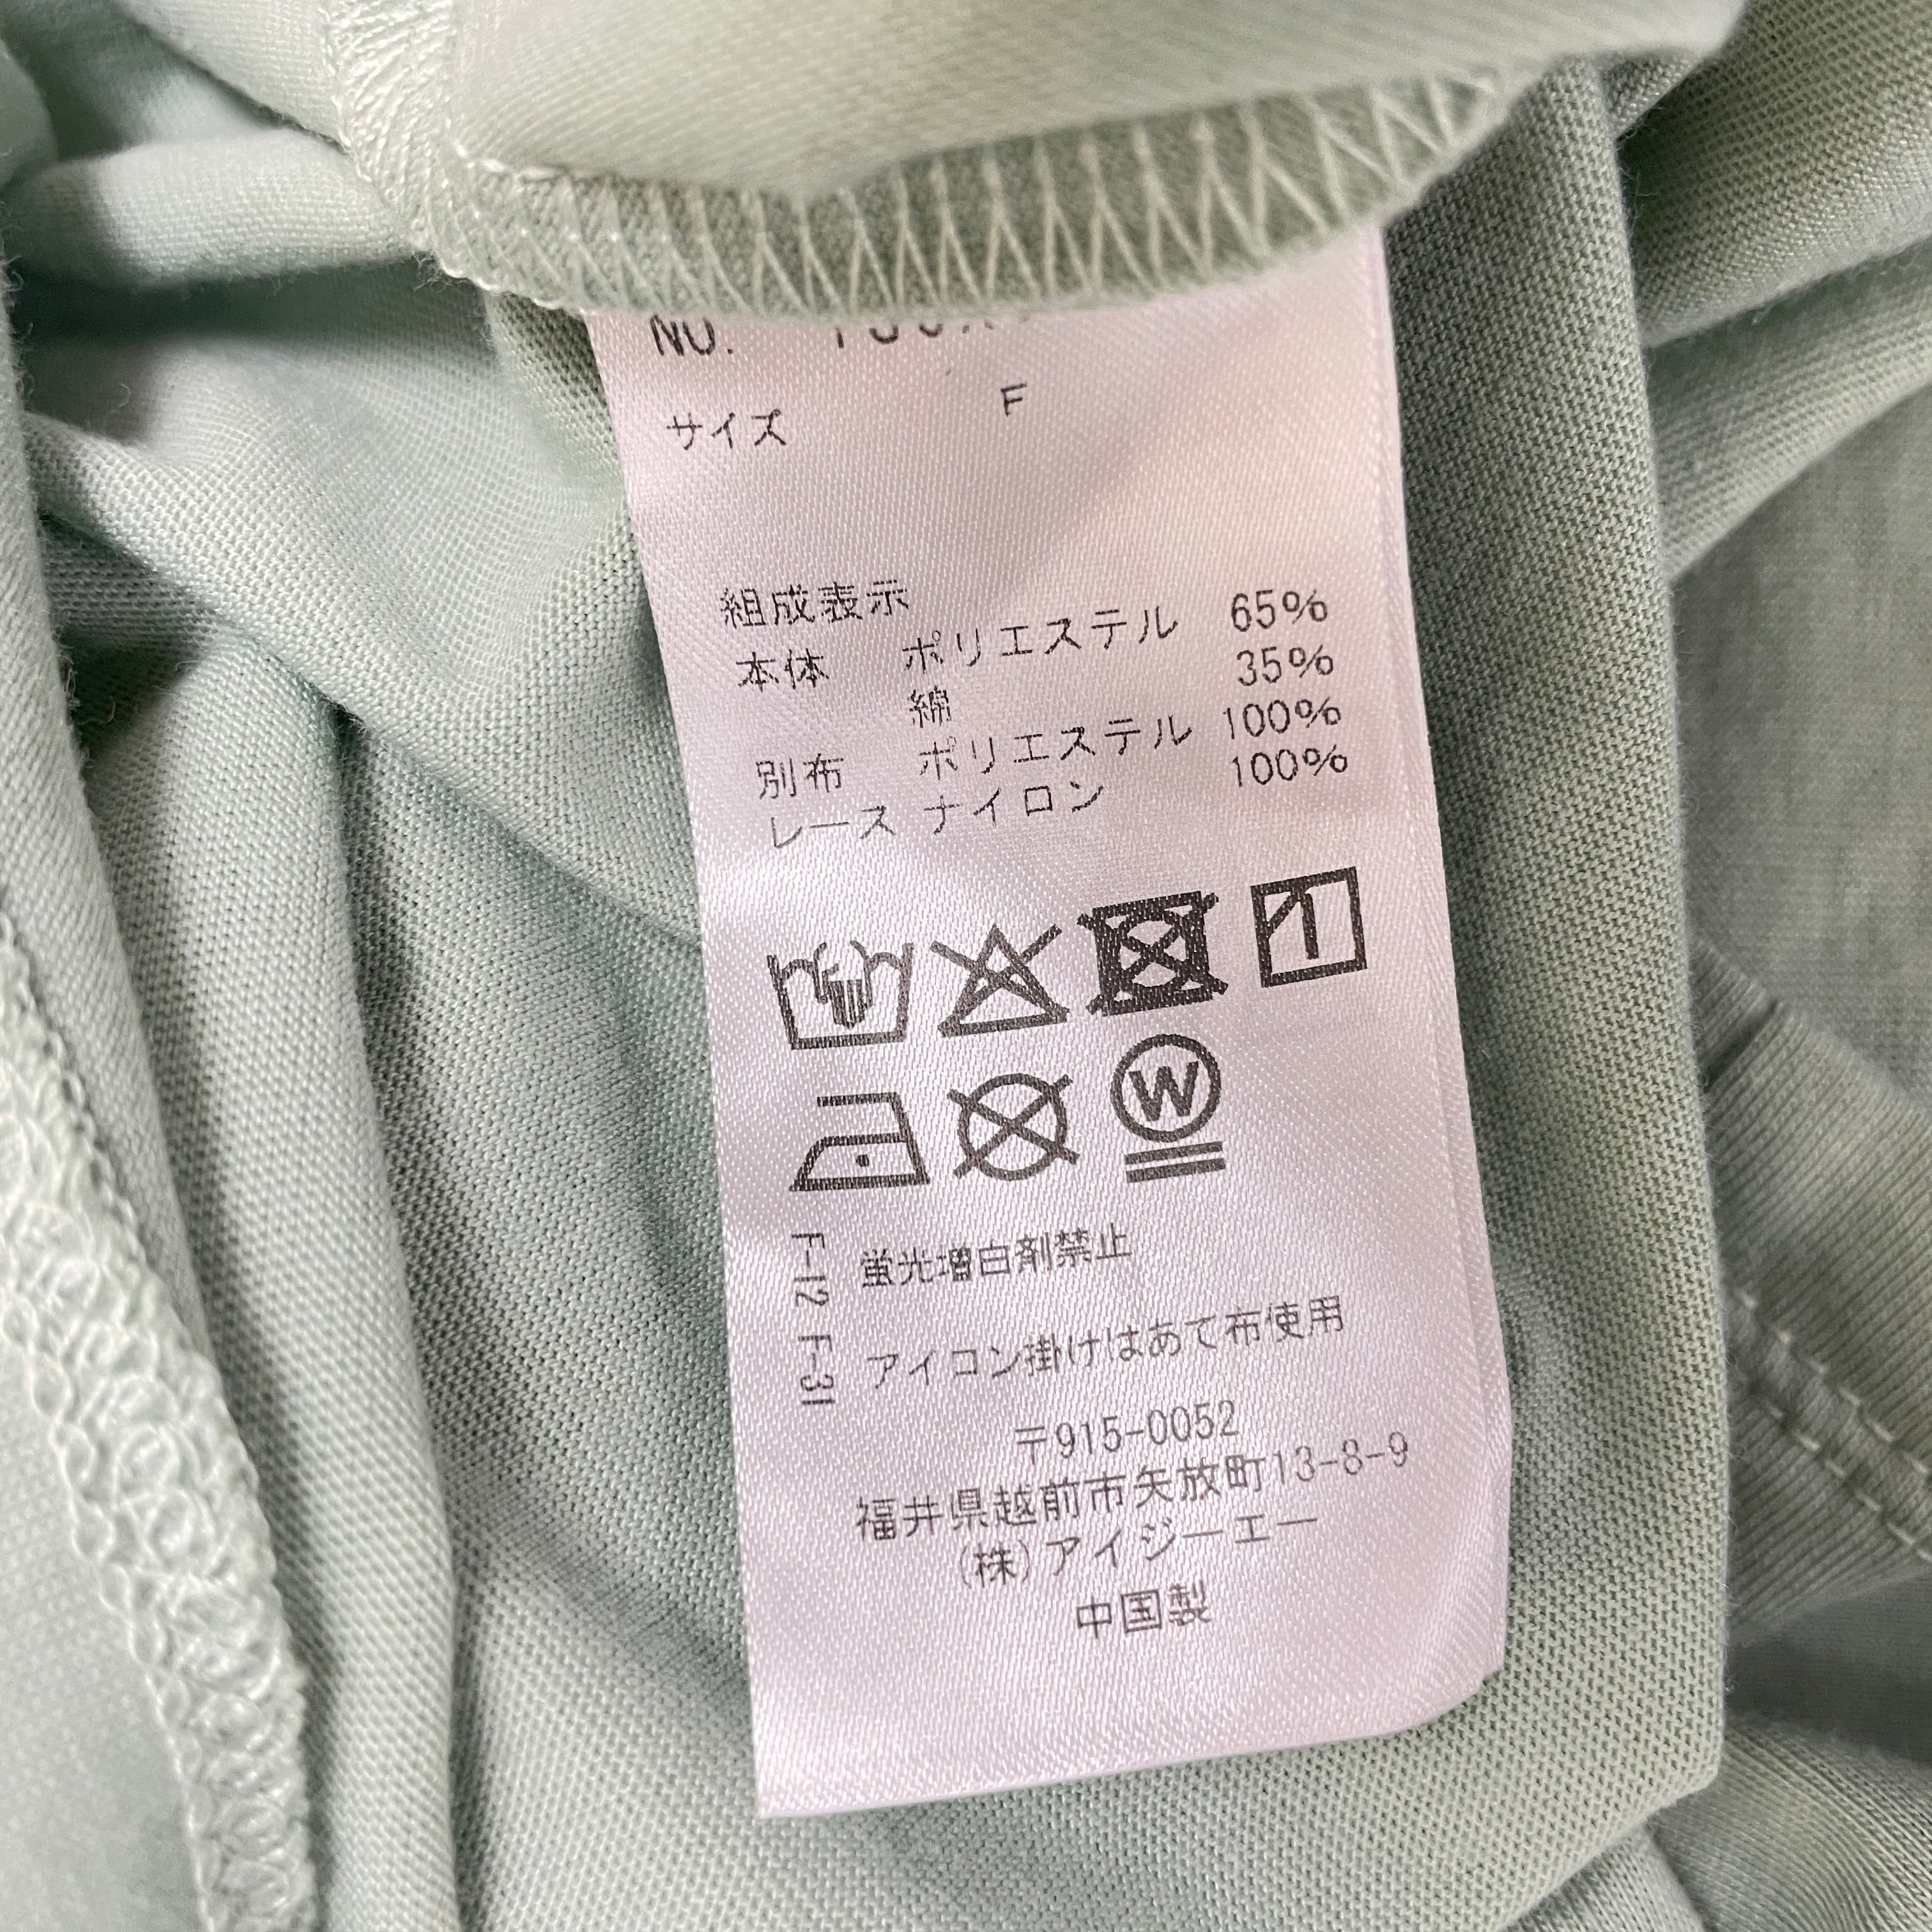 NO.
サイズ F
組成表示
本体 ポリエステル 65%
綿 35%
別布 ポリエステル 100%
レース ナイロン 100%
W
F-12 F-31
蛍光増白剤禁止
アイコン掛けはあて布使用
〒915-0052
福井県越前市矢放町13-8-9
(株)アイジーエー
中国製